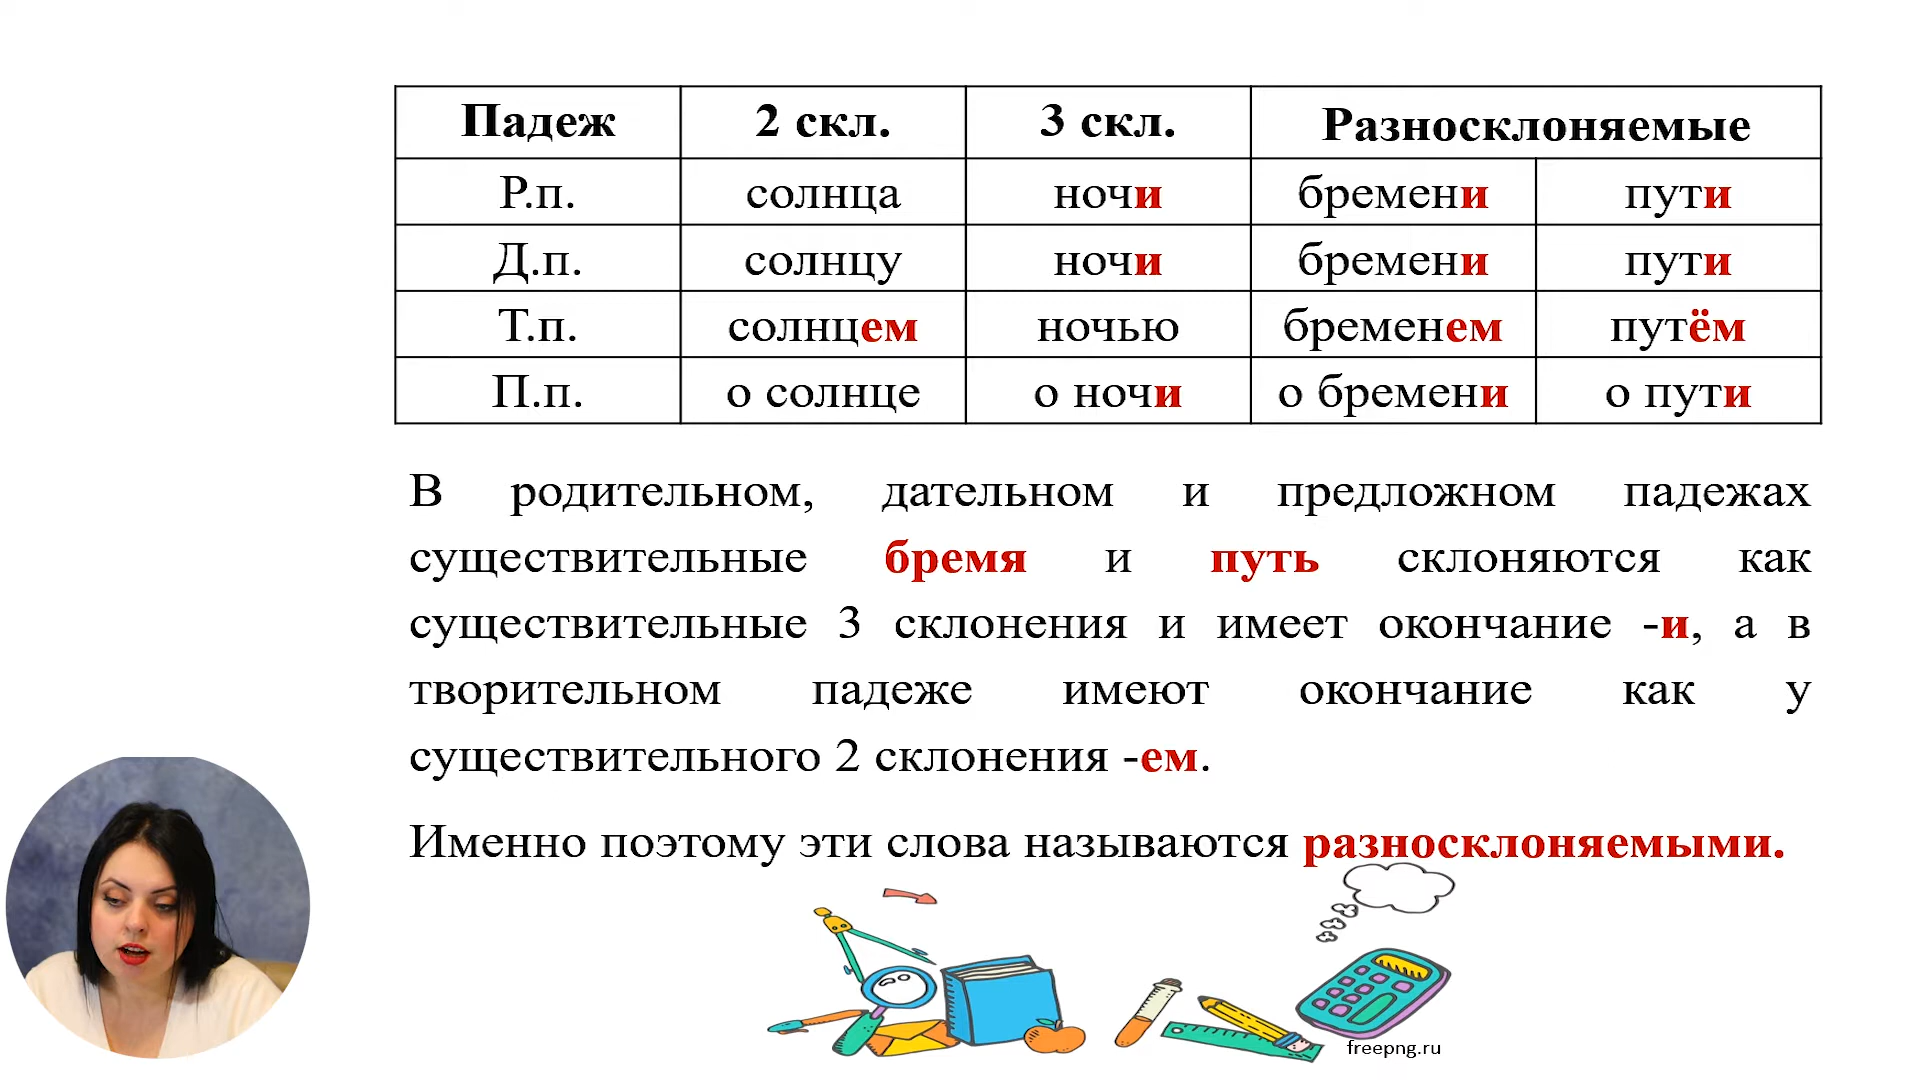 Падеж 2 скл. 3 скл. Разносклоняемые
Р.п. солнца ночи бремени пути
Д.п. солнцу ночи бремени пути
Т.п. солнцем ночью бременем путём
П.п. о солнце о ночи о бремени о пути
В родительном, дательном и предложном падежах
существительные бремя и путь склоняются как
существительные 3 склонения и имеет окончание -и, а в
творительном падеже имеют окончание как у
существительного 2 склонения -ем.
Именно поэтому эти слова называются разносклоняемыми.
freepng.ru